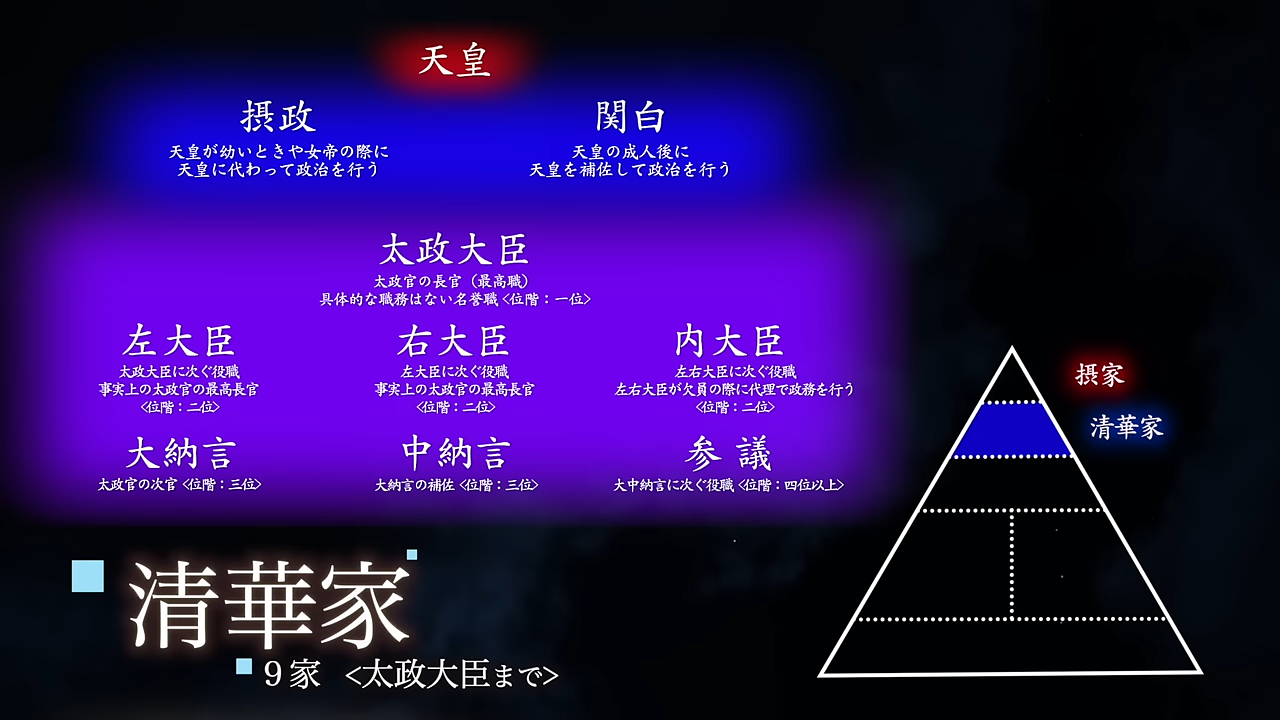 天皇
摂政
関白
天皇が幼いときや女帝の際に
天皇に代わって政治を行う
天皇の成人後に
天皇を補佐して政治を行う
太政大臣
太政官の長官（最高職）
具体的な職務はない名誉職<位階：一位>
左大臣
太政大臣に次ぐ役職
事実上の太政官の最高長官
<位階：二位>
右大臣
左大臣に次ぐ役職
事実上の太政官の最高長官
<位階：二位>
内大臣
左右大臣に次ぐ役職
左右大臣が欠員の際に代理で政務を行う
<位階：二位>
大納言
太政官の次官<位階：三位>
中納言
大納言の補佐<位階：三位>
参議
大中納言に次ぐ役職<位階：四位以上>
摂家
清華家
清華家
9家 <太政大臣まで>